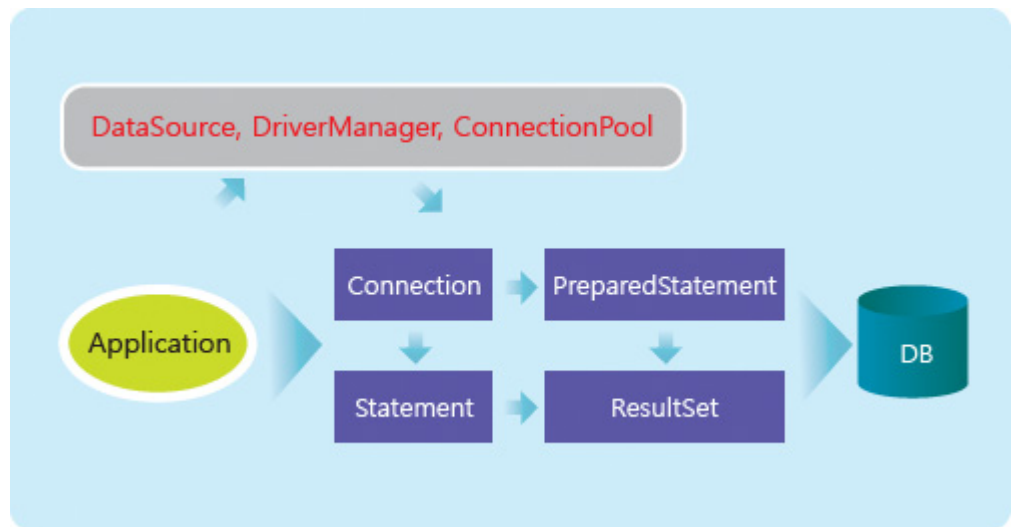 DataSource, DriverManager, ConnectionPool
Connection
PreparedStatement
Application
DB
Statement
ResultSet